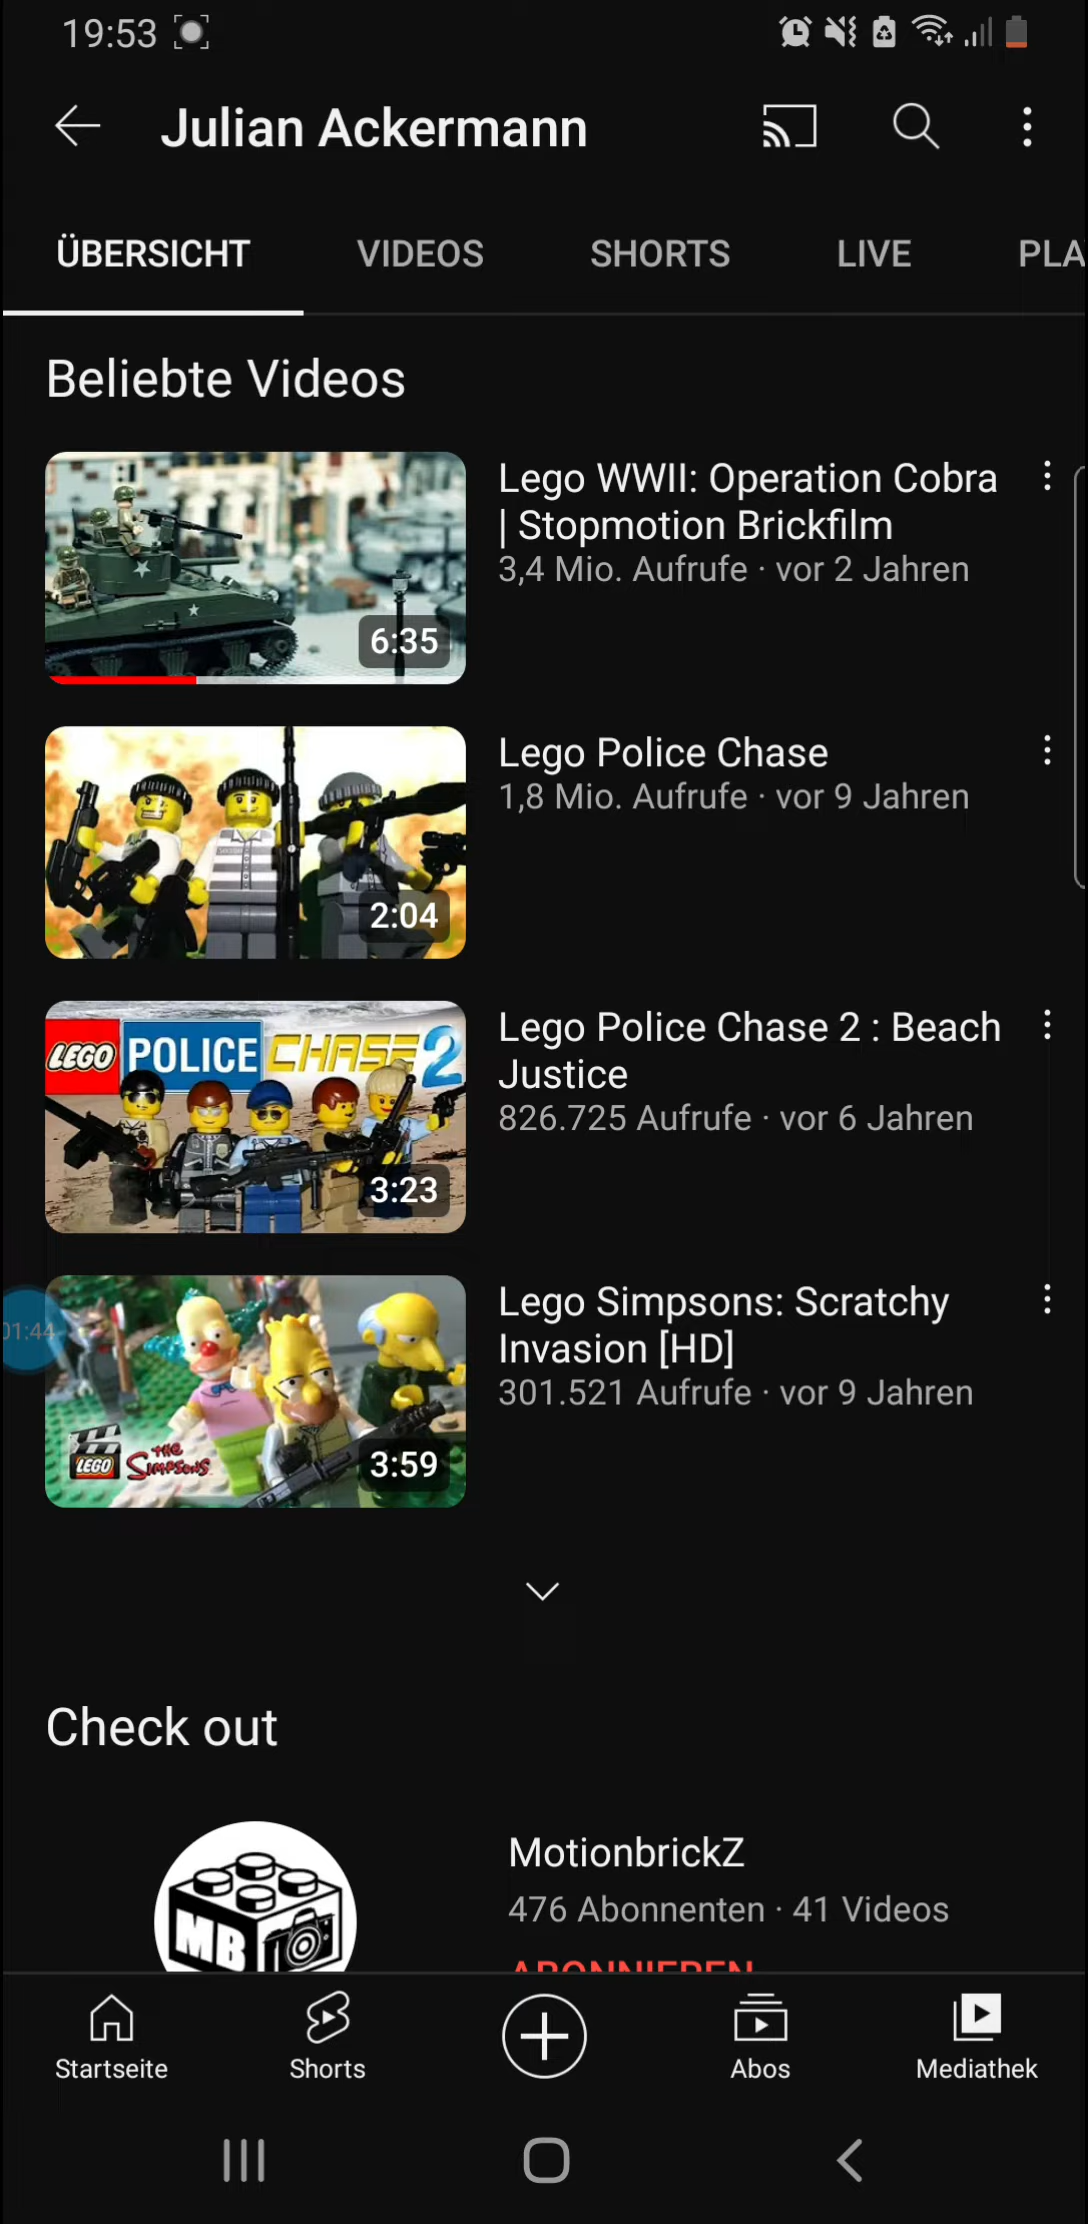 19:53
Julian Ackermann
ÜBERSICHT VIDEOS SHORTS LIVE PLA
Beliebte Videos
6:35
Lego WWII: Operation Cobra
| Stopmotion Brickfilm
3,4 Mio. Aufrufe · vor 2 Jahren
2:04
Lego Police Chase
1,8 Mio. Aufrufe · vor 9 Jahren
LEGO POLICE CHASE 2
3:23
Lego Police Chase 2 : Beach
Justice
826.725 Aufrufe · vor 6 Jahren
01:44
LEGO THE SIMPSONS
3:59
Lego Simpsons: Scratchy
Invasion [HD]
301.521 Aufrufe · vor 9 Jahren
Check out
MB
MotionbrickZ
476 Abonnenten · 41 Videos
ABONNIEREN
Startseite Shorts Abos Mediathek